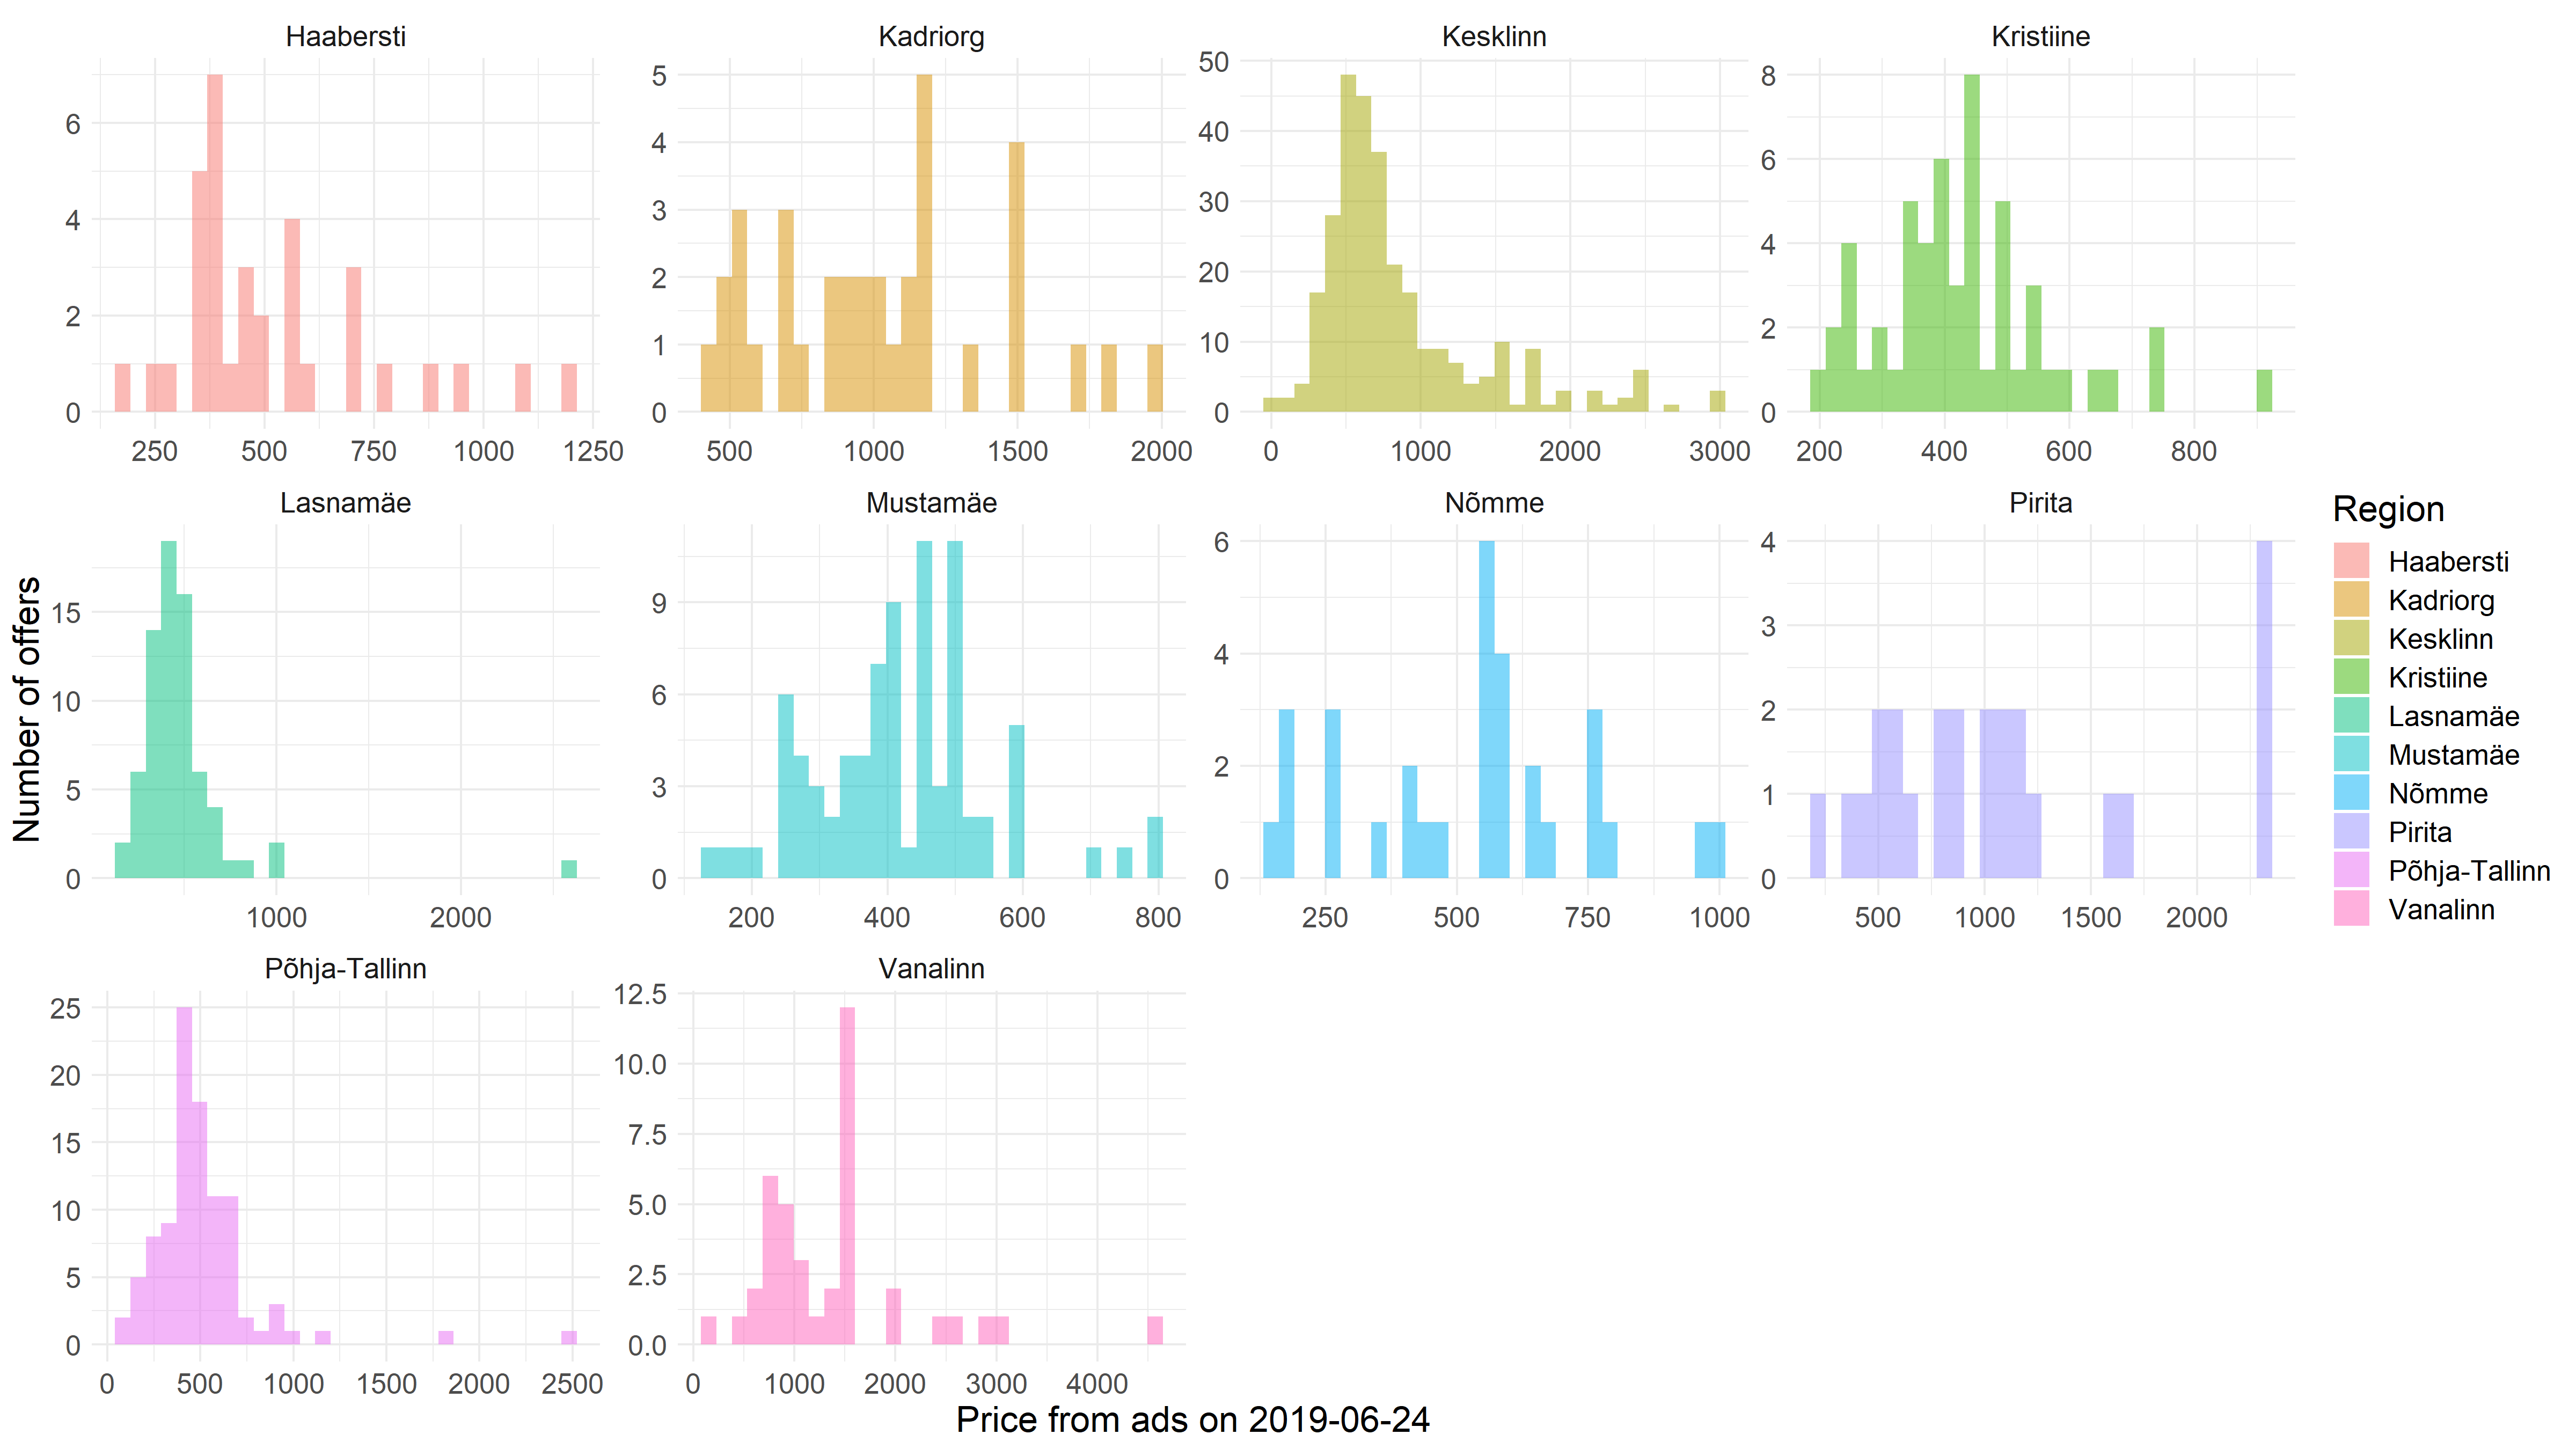 Haabersti Kadriorg Kesklinn Kristiine
0 2 4 6
250 500 750 1000 1250
0 1 2 3 4 5
500 1000 1500 2000
0 10 20 30 40 50
0 1000 2000 3000
0 2 4 6 8
200 400 600 800
Lasnamäe Mustamäe Nõmme Pirita
0 5 10 15
1000 2000
0 3 6 9
200 400 600 800
0 2 4 6
250 500 750 1000
0 1 2 3 4
500 1000 1500 2000
Põhja-Tallinn Vanalinn
0 5 10 15 20 25
0 500 1000 1500 2000 2500
0.0 2.5 5.0 7.5 10.0 12.5
0 1000 2000 3000 4000
Number of offers
Price from ads on 2019-06-24
Region
Haabersti
Kadriorg
Kesklinn
Kristiine
Lasnamäe
Mustamäe
Nõmme
Pirita
Põhja-Tallinn
Vanalinn